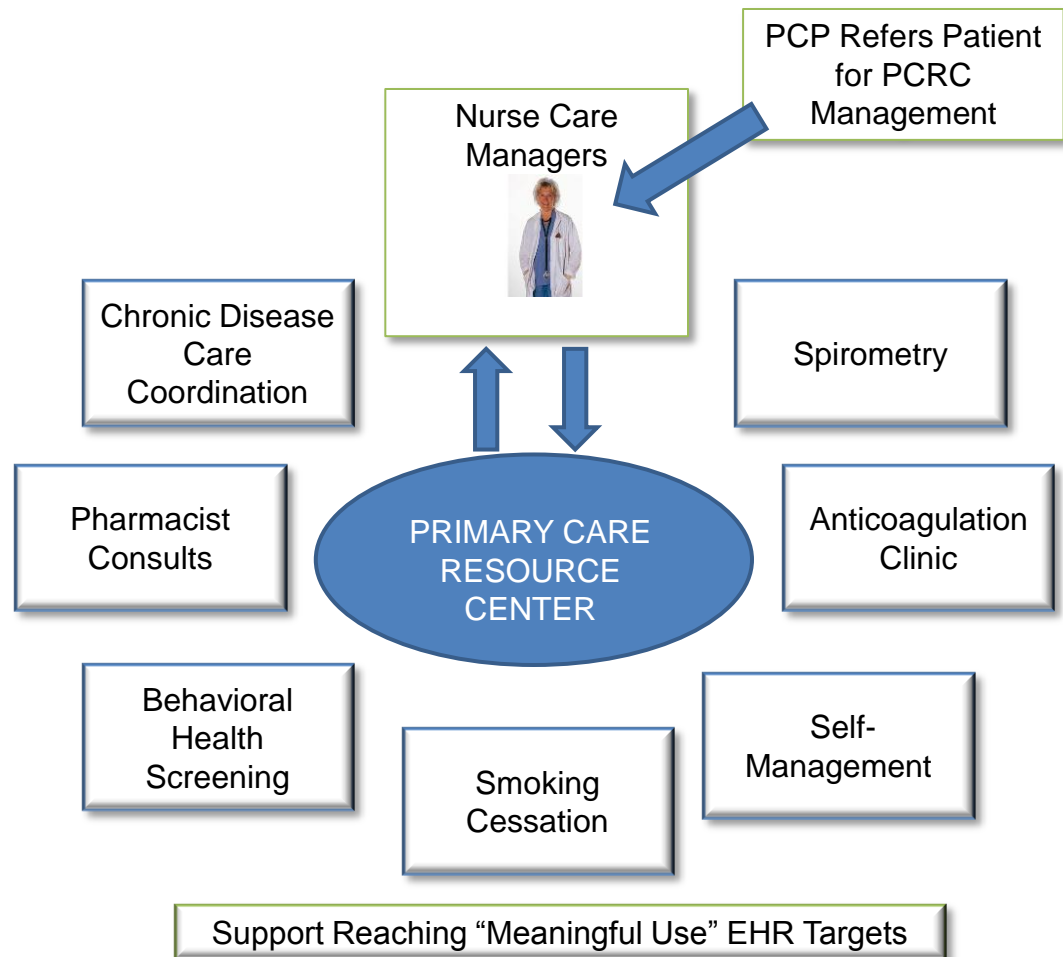 PCP Refers Patient
for PCRC
Management
Nurse Care
Managers
Chronic Disease
Care
Coordination
Spirometry
Pharmacist
Consults
PRIMARY CARE
RESOURCE
CENTER
Anticoagulation
Clinic
Behavioral
Health
Screening
Smoking
Cessation
Self-
Management
Support Reaching “Meaningful Use” EHR Targets